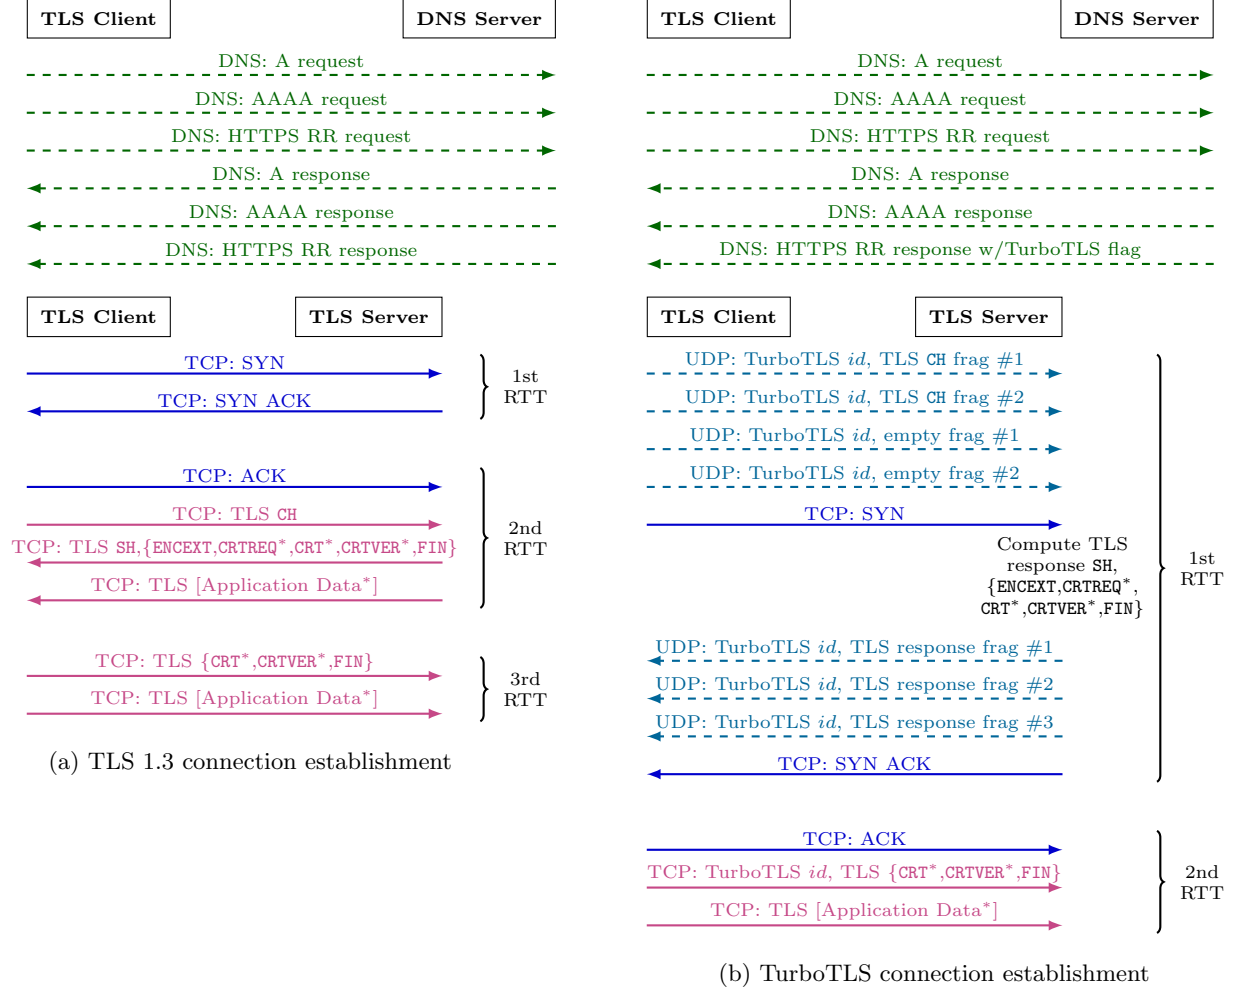 TLS Client
DNS Server
DNS: A request
DNS: AAAA request
DNS: HTTPS RR request
DNS: A response
DNS: AAAA response
DNS: HTTPS RR response
TLS Client
TLS Server
TCP: SYN
TCP: SYN ACK
1st
RTT
TCP: ACK
TCP: TLS CH
TCP: TLS SH,{ENCEXT,CRTREQ*,CRT*,CRTVER*,FIN}
TCP: TLS [Application Data*]
2nd
RTT
TCP: TLS {CRT*,CRTVER*,FIN}
TCP: TLS [Application Data*]
3rd
RTT
(a) TLS 1.3 connection establishment
TLS Client
DNS Server
DNS: A request
DNS: AAAA request
DNS: HTTPS RR request
DNS: A response
DNS: AAAA response
DNS: HTTPS RR response w/TurboTLS flag
TLS Client
TLS Server
UDP: TurboTLS id, TLS CH frag #1
UDP: TurboTLS id, TLS CH frag #2
UDP: TurboTLS id, empty frag #1
UDP: TurboTLS id, empty frag #2
TCP: SYN
Compute TLS
response SH,
{ENCEXT,CRTREQ*,
CRT*,CRTVER*,FIN}
UDP: TurboTLS id, TLS response frag #1
UDP: TurboTLS id, TLS response frag #2
UDP: TurboTLS id, TLS response frag #3
TCP: SYN ACK
1st
RTT
TCP: ACK
TCP: TurboTLS id, TLS {CRT*,CRTVER*,FIN}
TCP: TLS [Application Data*]
2nd
RTT
(b) TurboTLS connection establishment